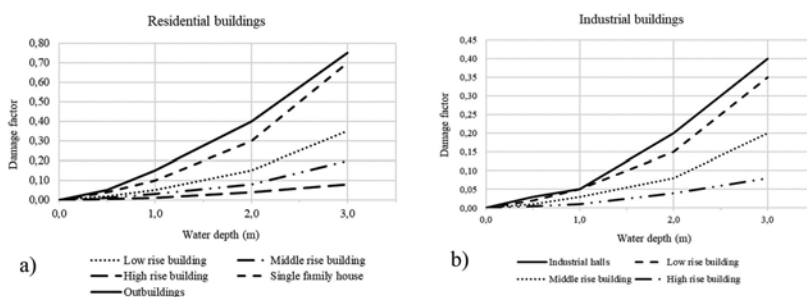 Residential buildings
0,80
0,70
0,60
0,50
0,40
0,30
0,20
0,10
0,00
Damage factor
0,0 1,0 2,0 3,0
Water depth (m)
Low rise building Middle rise building
High rise building Single family house
Outbuildings
a)
Industrial buildings
0,45
0,40
0,35
0,30
0,25
0,20
0,15
0,10
0,05
0,00
Damage factor
0,0 1,0 2,0 3,0
Water depth (m)
Industrial halls Low rise building
Middle rise building High rise building
b)